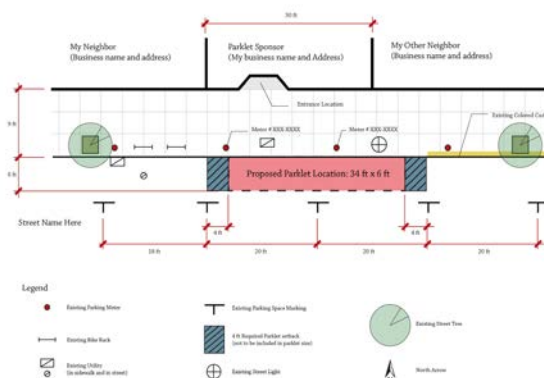 30 ft
My Neighbor
(Business name and address)
Parklet Sponsor
(My business name and Address)
My Other Neighbor
(Business name and address)
Entrance Location
Meter # XXX-XXXX
Meter # XXX-XXXX
Existing Colored Cu
9 ft
6 ft
Proposed Parklet Location: 34 ft x 6 ft
Street Name Here
4 ft
4 ft
18 ft
20 ft
20 ft
20 ft
Legend
Existing Parking Meter
Existing Parking Space Marking
Existing Street Tree
Existing Bike Rack
4 ft Required Parklet setback
(not to be included in parklet size)
Existing Utility
(in sidewalk and in street)
Existing Street Light
North Arrow